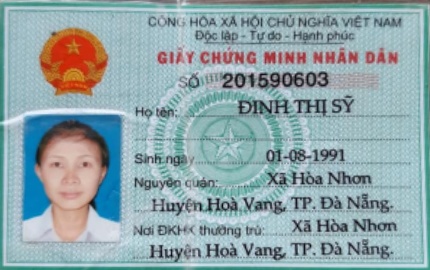 CỘNG HÒA XÃ HỘI CHỦ NGHĨA VIỆT NAM
Độc lập - Tự do - Hạnh phúc
GIẤY CHỨNG MINH NHÂN DÂN
SỐ 201590603
Họ tên: ĐINH THỊ SỸ
Sinh ngày 01-08-1991
Nguyên quán: Xã Hòa Nhơn
Huyện Hoà Vang, TP. Đà Nẵng.
Nơi ĐKHK thường trú: Xã Hòa Nhơn
Huyện Hoà Vang, TP. Đà Nẵng.